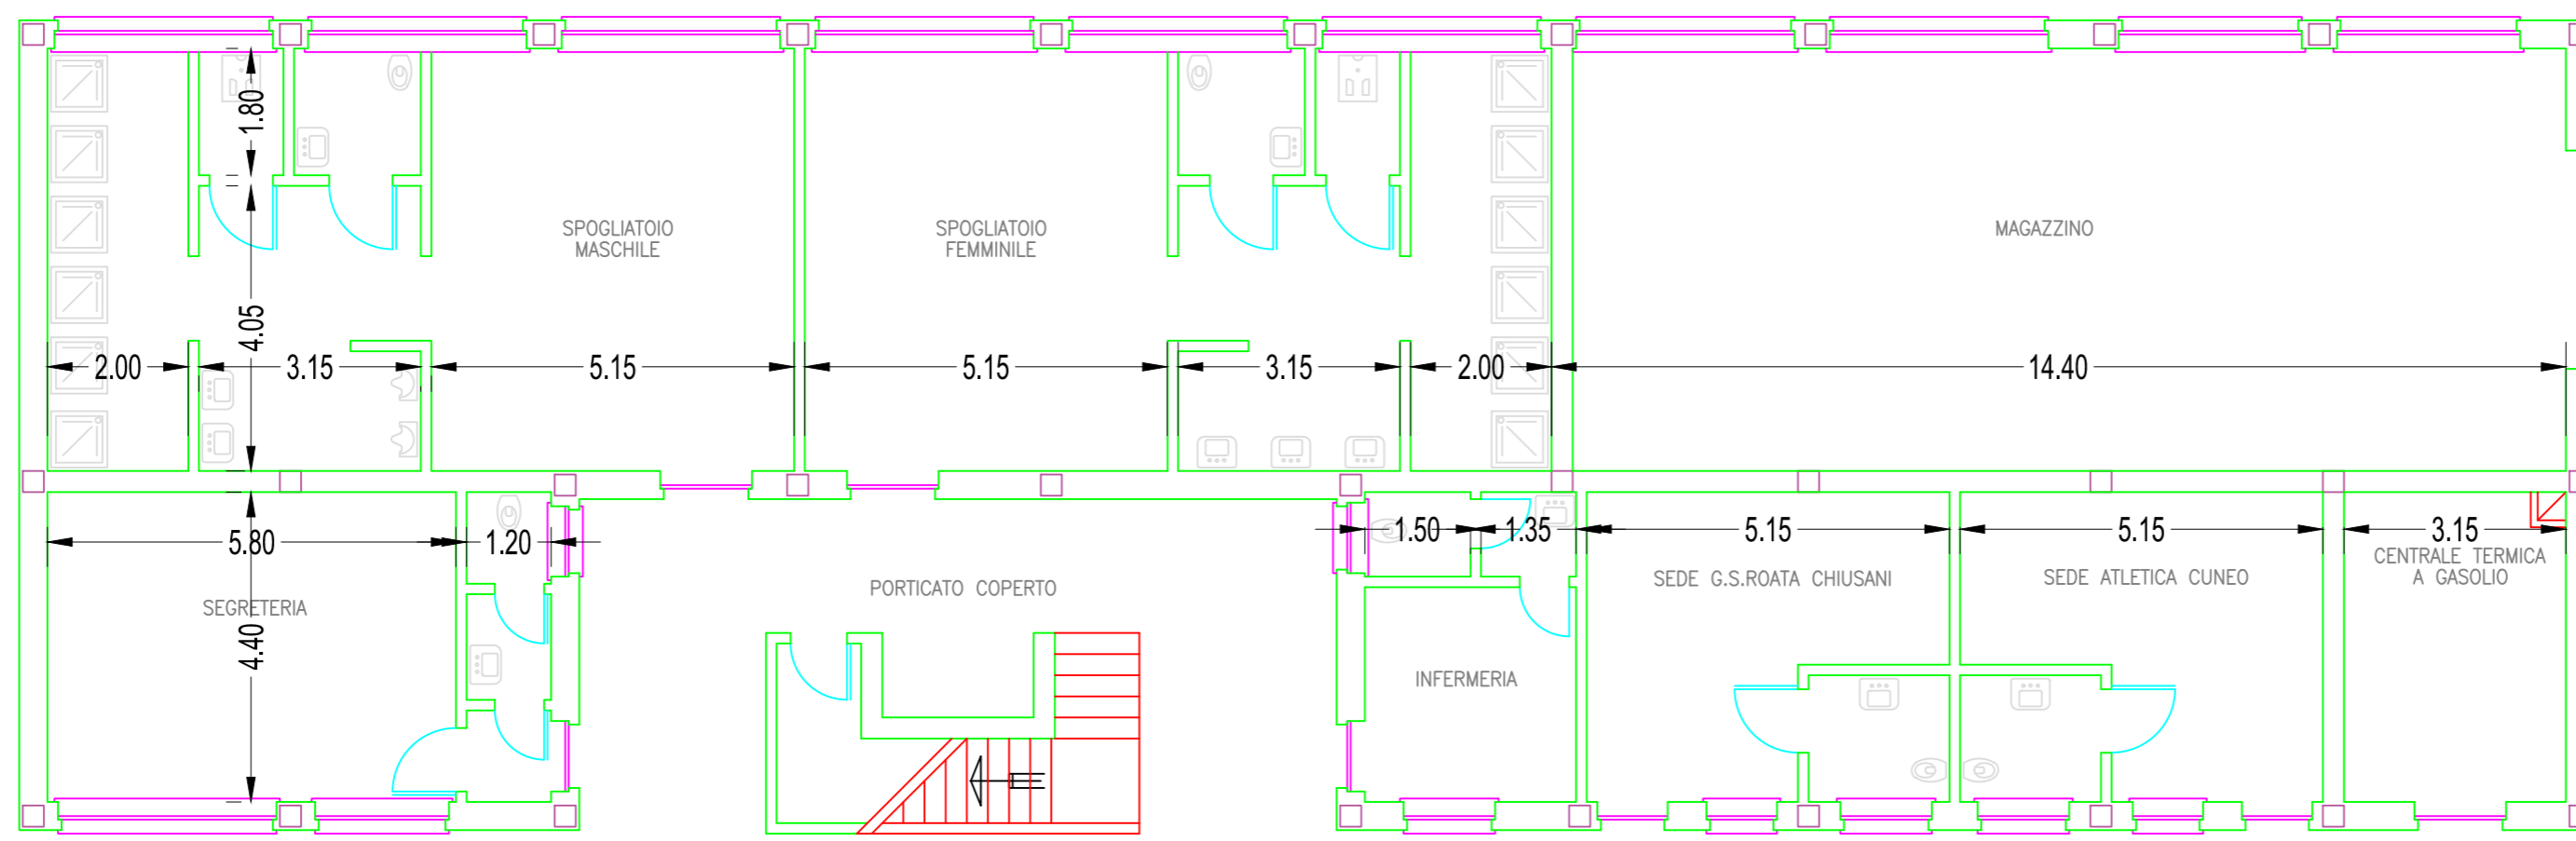 1.80
SPOGLIATOIO
MASCHILE
SPOGLIATOIO
FEMMINILE
MAGAZZINO
4.05
2.00
3.15
5.15
5.15
3.15
2.00
14.40
5.80
1.20
1.50
1.35
5.15
5.15
3.15
SEGRETERIA
4.40
PORTICATO COPERTO
INFERMERIA
SEDE G.S.ROATA CHIUSANI
SEDE ATLETICA CUNEO
CENTRALE TERMICA
A GASOLIO